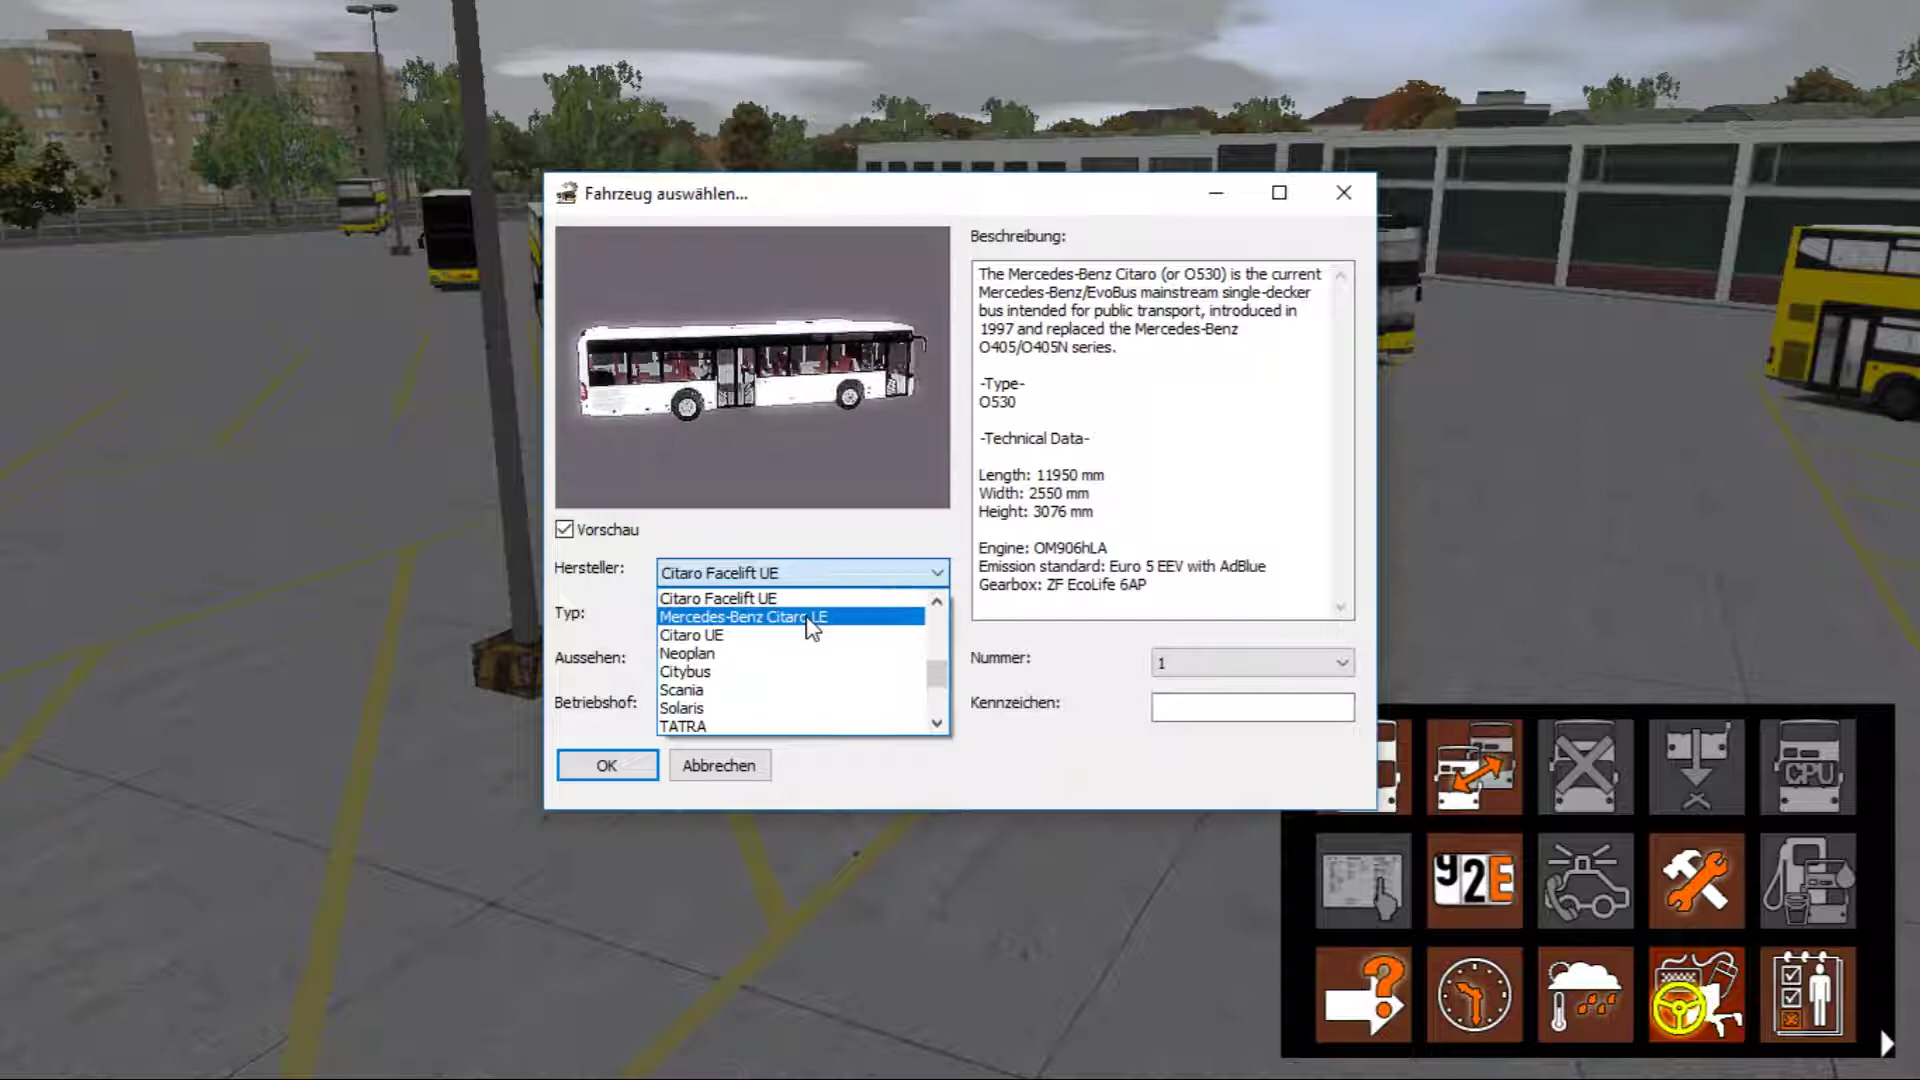 Fahrzeug auswählen...
Vorschau
Hersteller:
Citaro Facelift UE
Citaro Facelift UE
Mercedes-Benz Citaro LE
Citaro UE
Neoplan
Citybus
Scania
Solaris
TATRA
Typ:
Aussehen:
Betriebshof:
OK
Abbrechen
Beschreibung:
The Mercedes-Benz Citaro (or O530) is the current
Mercedes-Benz/EvoBus mainstream single-decker
bus intended for public transport, introduced in
1997 and replaced the Mercedes-Benz
O405/O405N series.
-Type-
O530
-Technical Data-
Length: 11950 mm
Width: 2550 mm
Height: 3076 mm
Engine: OM906hLA
Emission standard: Euro 5 EEV with AdBlue
Gearbox: ZF EcoLife 6AP
Nummer:
1
Kennzeichen:
CPU
92E
?